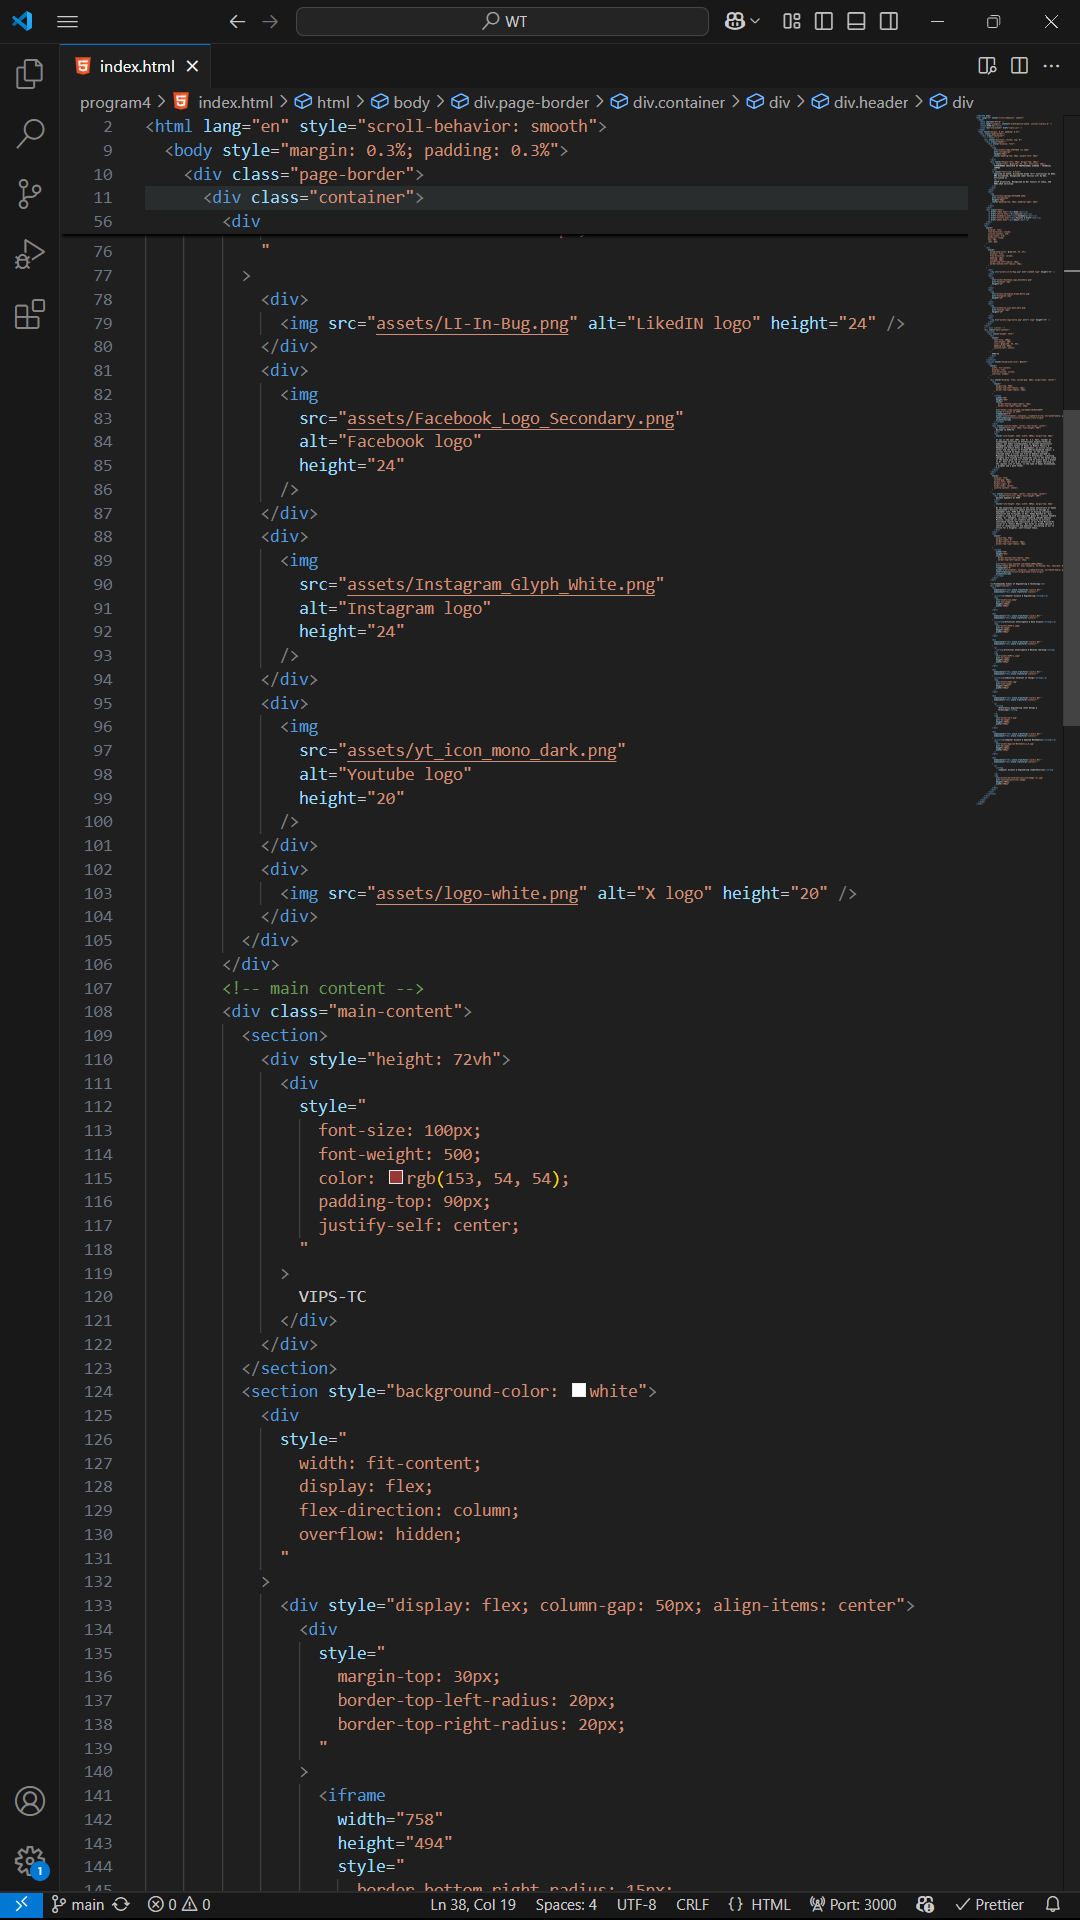 WT
index.html
program4 > index.html > html > body > div.page-border > div.container > div > div.header > div
2 <html lang="en" style="scroll-behavior: smooth">
9 <body style="margin: 0.3%; padding: 0.3%">
10 <div class="page-border">
11 <div class="container">
56 <div
76 "
77 >
78 <div>
79 <img src="assets/LI-In-Bug.png" alt="LikedIN logo" height="24" />
80 </div>
81 <div>
82 <img
83 src="assets/Facebook_Logo_Secondary.png"
84 alt="Facebook logo"
85 height="24"
86 />
87 </div>
88 <div>
89 <img
90 src="assets/Instagram_Glyph_White.png"
91 alt="Instagram logo"
92 height="24"
93 />
94 </div>
95 <div>
96 <img
97 src="assets/yt_icon_mono_dark.png"
98 alt="Youtube logo"
99 height="20"
100 />
101 </div>
102 <div>
103 <img src="assets/logo-white.png" alt="X logo" height="20" />
104 </div>
105 </div>
106 </div>
107 <!-- main content -->
108 <div class="main-content">
109 <section>
110 <div style="height: 72vh">
111 <div
112 style="
113 font-size: 100px;
114 font-weight: 500;
115 color: rgb(153, 54, 54);
116 padding-top: 90px;
117 justify-self: center;
118 "
119 >
120 VIPS-TC
121 </div>
122 </div>
123 </section>
124 <section style="background-color: white">
125 <div
126 style="
127 width: fit-content;
128 display: flex;
129 flex-direction: column;
130 overflow: hidden;
131 "
132 >
133 <div style="display: flex; column-gap: 50px; align-items: center">
134 <div
135 style="
136 margin-top: 30px;
137 border-top-left-radius: 20px;
138 border-top-right-radius: 20px;
139 "
140 >
141 <iframe
142 width="758"
143 height="494"
144 style="
145 border-bottom-right-radius: 15px;
1
main 0 0 Ln 38, Col 19 Spaces: 4 UTF-8 CRLF {} HTML Port: 3000 Prettier